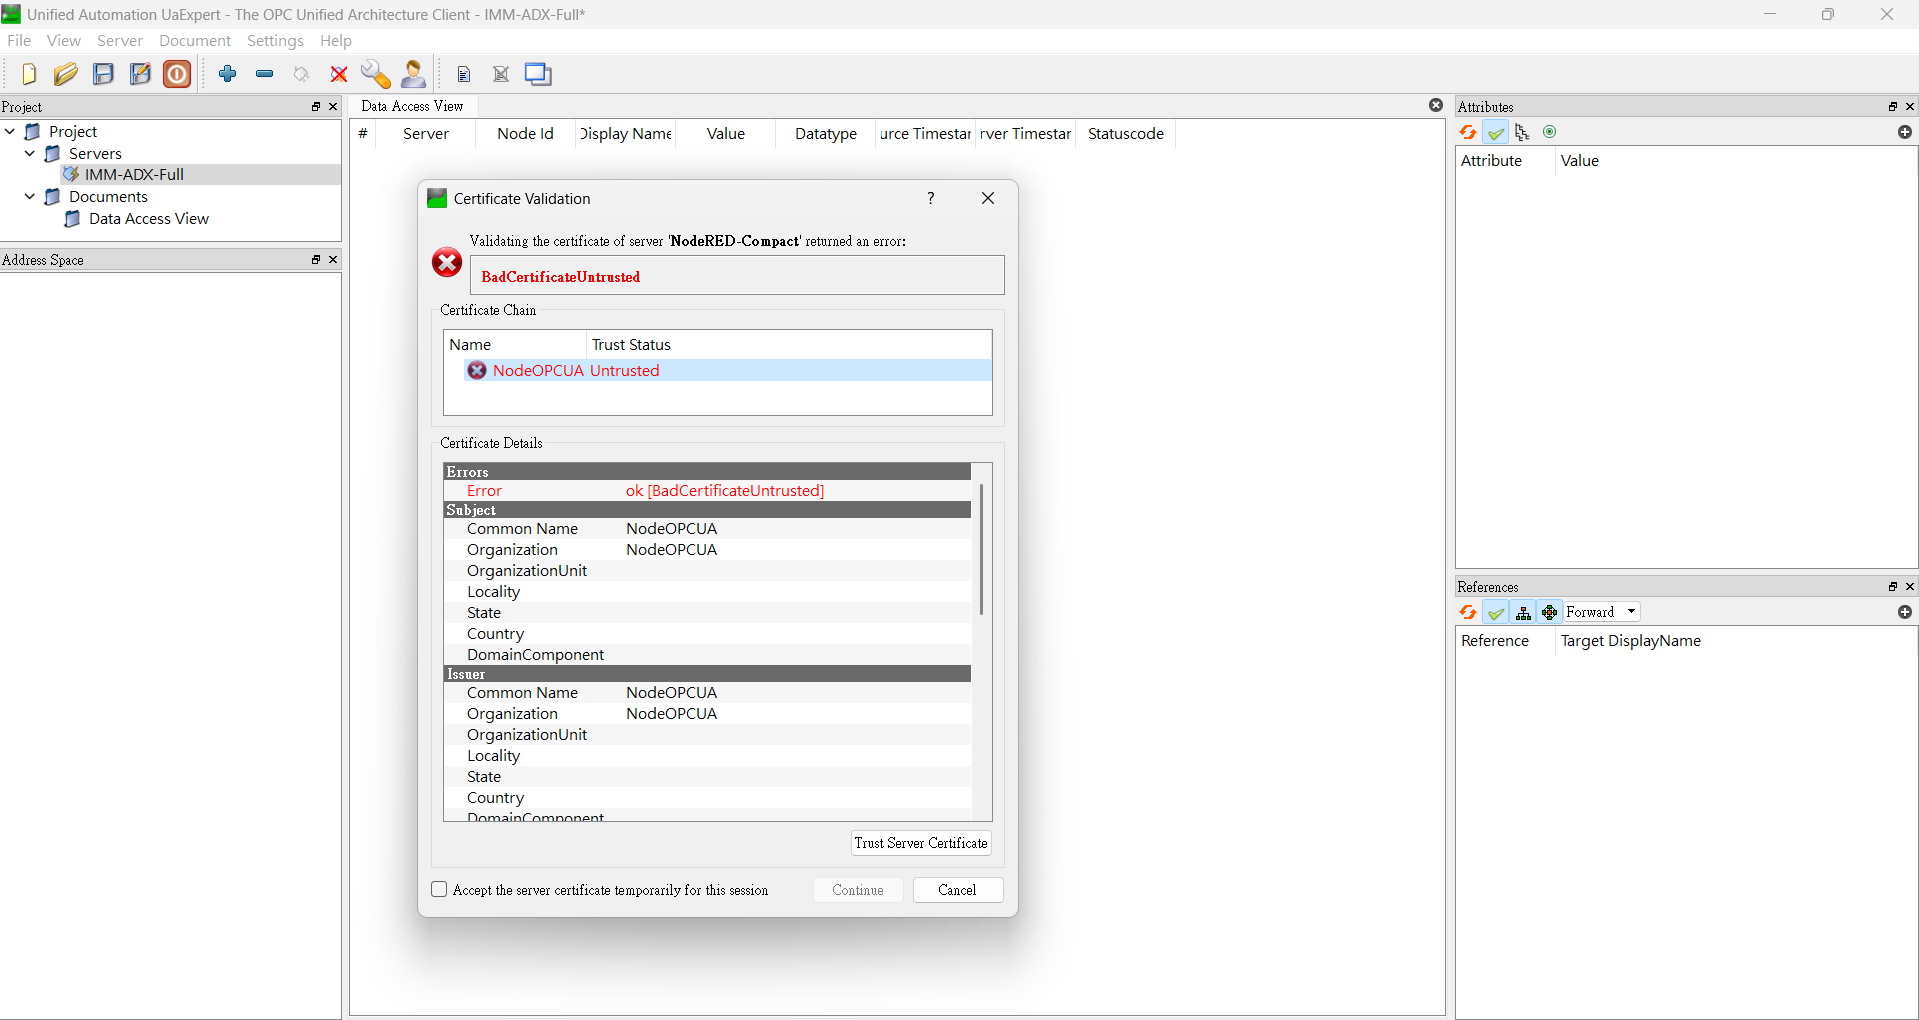 Unified Automation UaExpert - The OPC Unified Architecture Client - IMM-ADX-Full*
File View Server Document Settings Help
Project
Project
Servers
IMM-ADX-Full
Documents
Data Access View
Address Space
Data Access View
# Server Node Id Display Name Value Datatype urce Timestar rver Timestar Statuscode
Certificate Validation
?
Validating the certificate of server 'NodeRED-Compact' returned an error:
BadCertificateUntrusted
Certificate Chain
Name Trust Status
NodeOPCUA Untrusted
Certificate Details
Errors
Error ok [BadCertificateUntrusted]
Subject
Common Name NodeOPCUA
Organization NodeOPCUA
OrganizationUnit
Locality
State
Country
DomainComponent
Issuer
Common Name NodeOPCUA
Organization NodeOPCUA
OrganizationUnit
Locality
State
Country
DomainComponent
Trust Server Certificate
Accept the server certificate temporarily for this session
Continue Cancel
Attributes
Attribute Value
References
Forward
Reference Target DisplayName